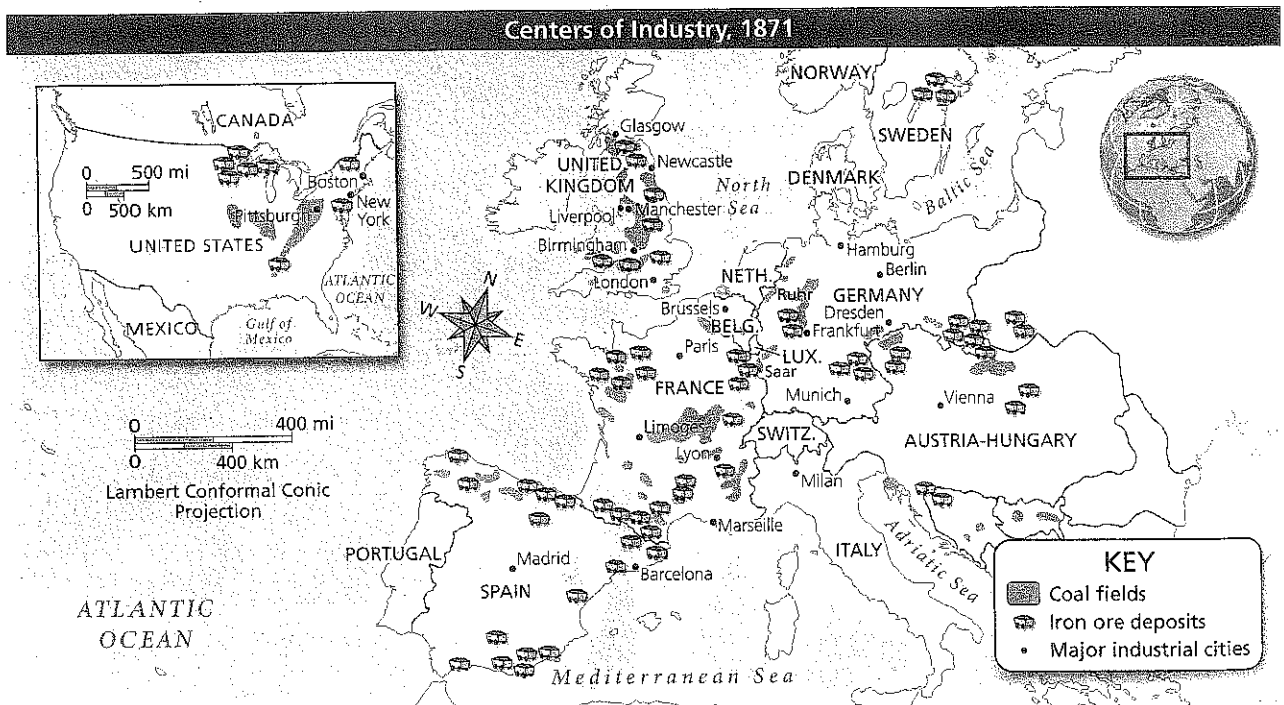 Centers of Industry, 1871
CANADA
0 500 mi
0 500 km
Boston
New
York
Pittsburgh
UNITED STATES
ATLANTIC
OCEAN
MEXICO
Gulf of
Mexico
N
W
E
S
0 400 mi
0 400 km
Lambert Conformal Conic
Projection
NORWAY
SWEDEN
Glasgow
UNITED
KINGDOM
Newcastle
North
Sea
DENMARK
Baltic Sea
Liverpool
Manchester
Birmingham
London
Hamburg
Berlin
NETH.
Ruhr
GERMANY
Brussels
BELG.
Dresden
Frankfurt
Paris
LUX.
Saar
FRANCE
Munich
Vienna
Limoges
SWITZ.
AUSTRIA-HUNGARY
Lyon
Milan
Marseille
PORTUGAL
Madrid
SPAIN
Barcelona
ITALY
Adriatic Sea
ATLANTIC
OCEAN
Mediterranean Sea
KEY
Coal fields
Iron ore deposits
Major industrial cities